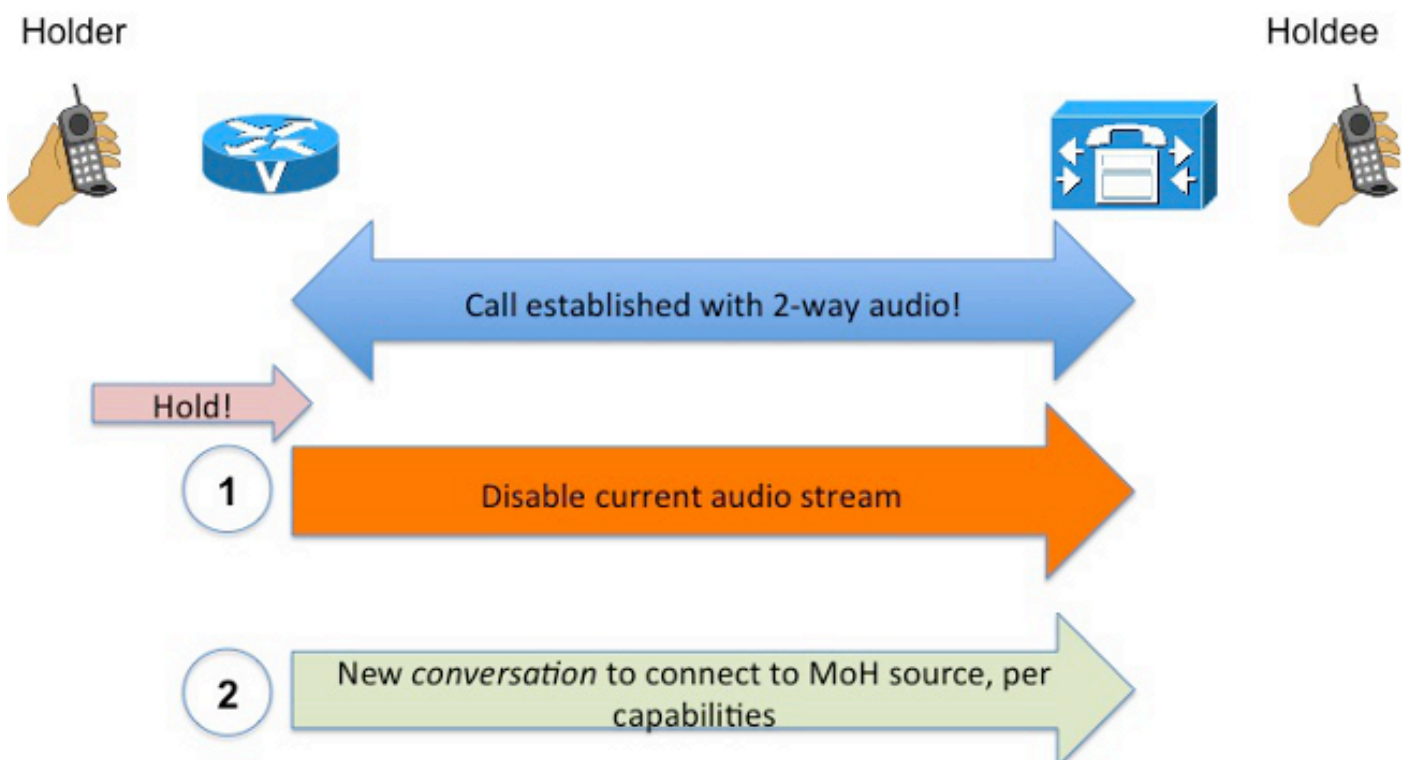 Holder
Holdee
V
Call established with 2-way audio!
Hold!
1
Disable current audio stream
2
New conversation to connect to MoH source, per
capabilities